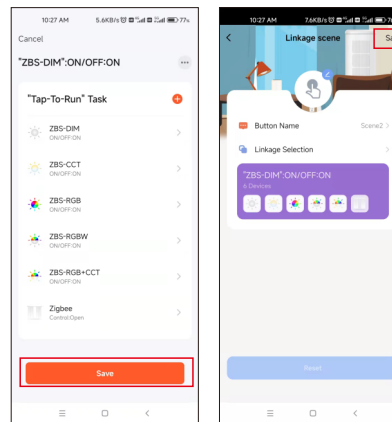 10:27 AM 5.6KB/s 77%
Cancel
"ZBS-DIM":ON/OFF:ON ...
"Tap-To-Run" Task
ZBS-DIM
ON/OFF:ON
ZBS-CCT
ON/OFF:ON
ZBS-RGB
ON/OFF:ON
ZBS-RGBW
ON/OFF:ON
ZBS-RGB+CCT
ON/OFF:ON
Zigbee
Control:Open
Save
10:27 AM 7.6KB/s
Linkage scene
Button Name Scene2
Linkage Selection
"ZBS-DIM":ON/OFF:ON
6 Devices
Reset